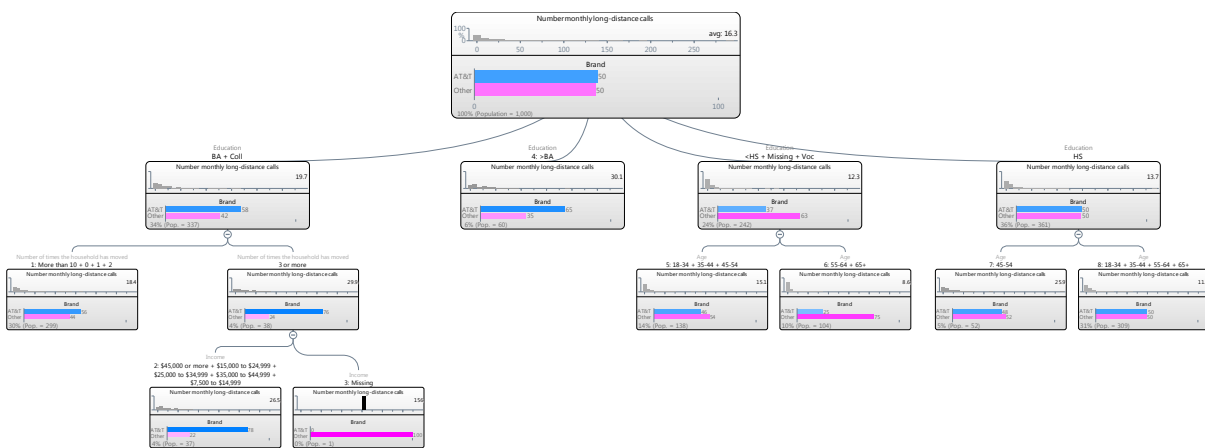 Number monthly long-distance calls
100
%
0
avg: 16.3
0 50 100 150 200 250
Brand
AT&T 50
Other 50
0 100
100% (Population = 1,000)
Education
BA + Coll
Number monthly long-distance calls
19.7
Brand
AT&T 58
Other 42
34% (Pop. = 337)
Education
4: >BA
Number monthly long-distance calls
30.1
Brand
AT&T 65
Other 35
6% (Pop. = 60)
Education
<HS + Missing + Voc
Number monthly long-distance calls
12.3
Brand
AT&T 37
Other 63
24% (Pop. = 242)
Education
HS
Number monthly long-distance calls
13.7
Brand
AT&T 50
Other 50
36% (Pop. = 361)
Number of times the household has moved
1: More than 10 + 0 + 1 + 2
Number monthly long-distance calls
18.4
Brand
AT&T 56
Other 44
30% (Pop. = 299)
Number of times the household has moved
3 or more
Number monthly long-distance calls
29.9
Brand
AT&T 76
Other 24
4% (Pop. = 38)
Age
5: 18-34 + 35-44 + 45-54
Number monthly long-distance calls
15.1
Brand
AT&T 46
Other 54
14% (Pop. = 138)
Age
6: 55-64 + 65+
Number monthly long-distance calls
8.6
Brand
AT&T 25
Other 75
10% (Pop. = 104)
Age
7: 45-54
Number monthly long-distance calls
Brand
AT&T 48
Other 52
5% (Pop. = 52)
Age
8: 18-34 + 35-44 + 55-64 + 65+
Number monthly long-distance calls
Brand
AT&T 50
Other 50
31% (Pop. = 309)
Income
2: $45,000 or more + $15,000 to $24,999 +
$25,000 to $34,999 + $35,000 to $44,999 +
$7,500 to $14,999
Number monthly long-distance calls
26.5
Brand
AT&T 78
Other 22
4% (Pop. = 37)
Income
3: Missing
Number monthly long-distance calls
156
Brand
AT&T 0
Other 100
0% (Pop. = 1)